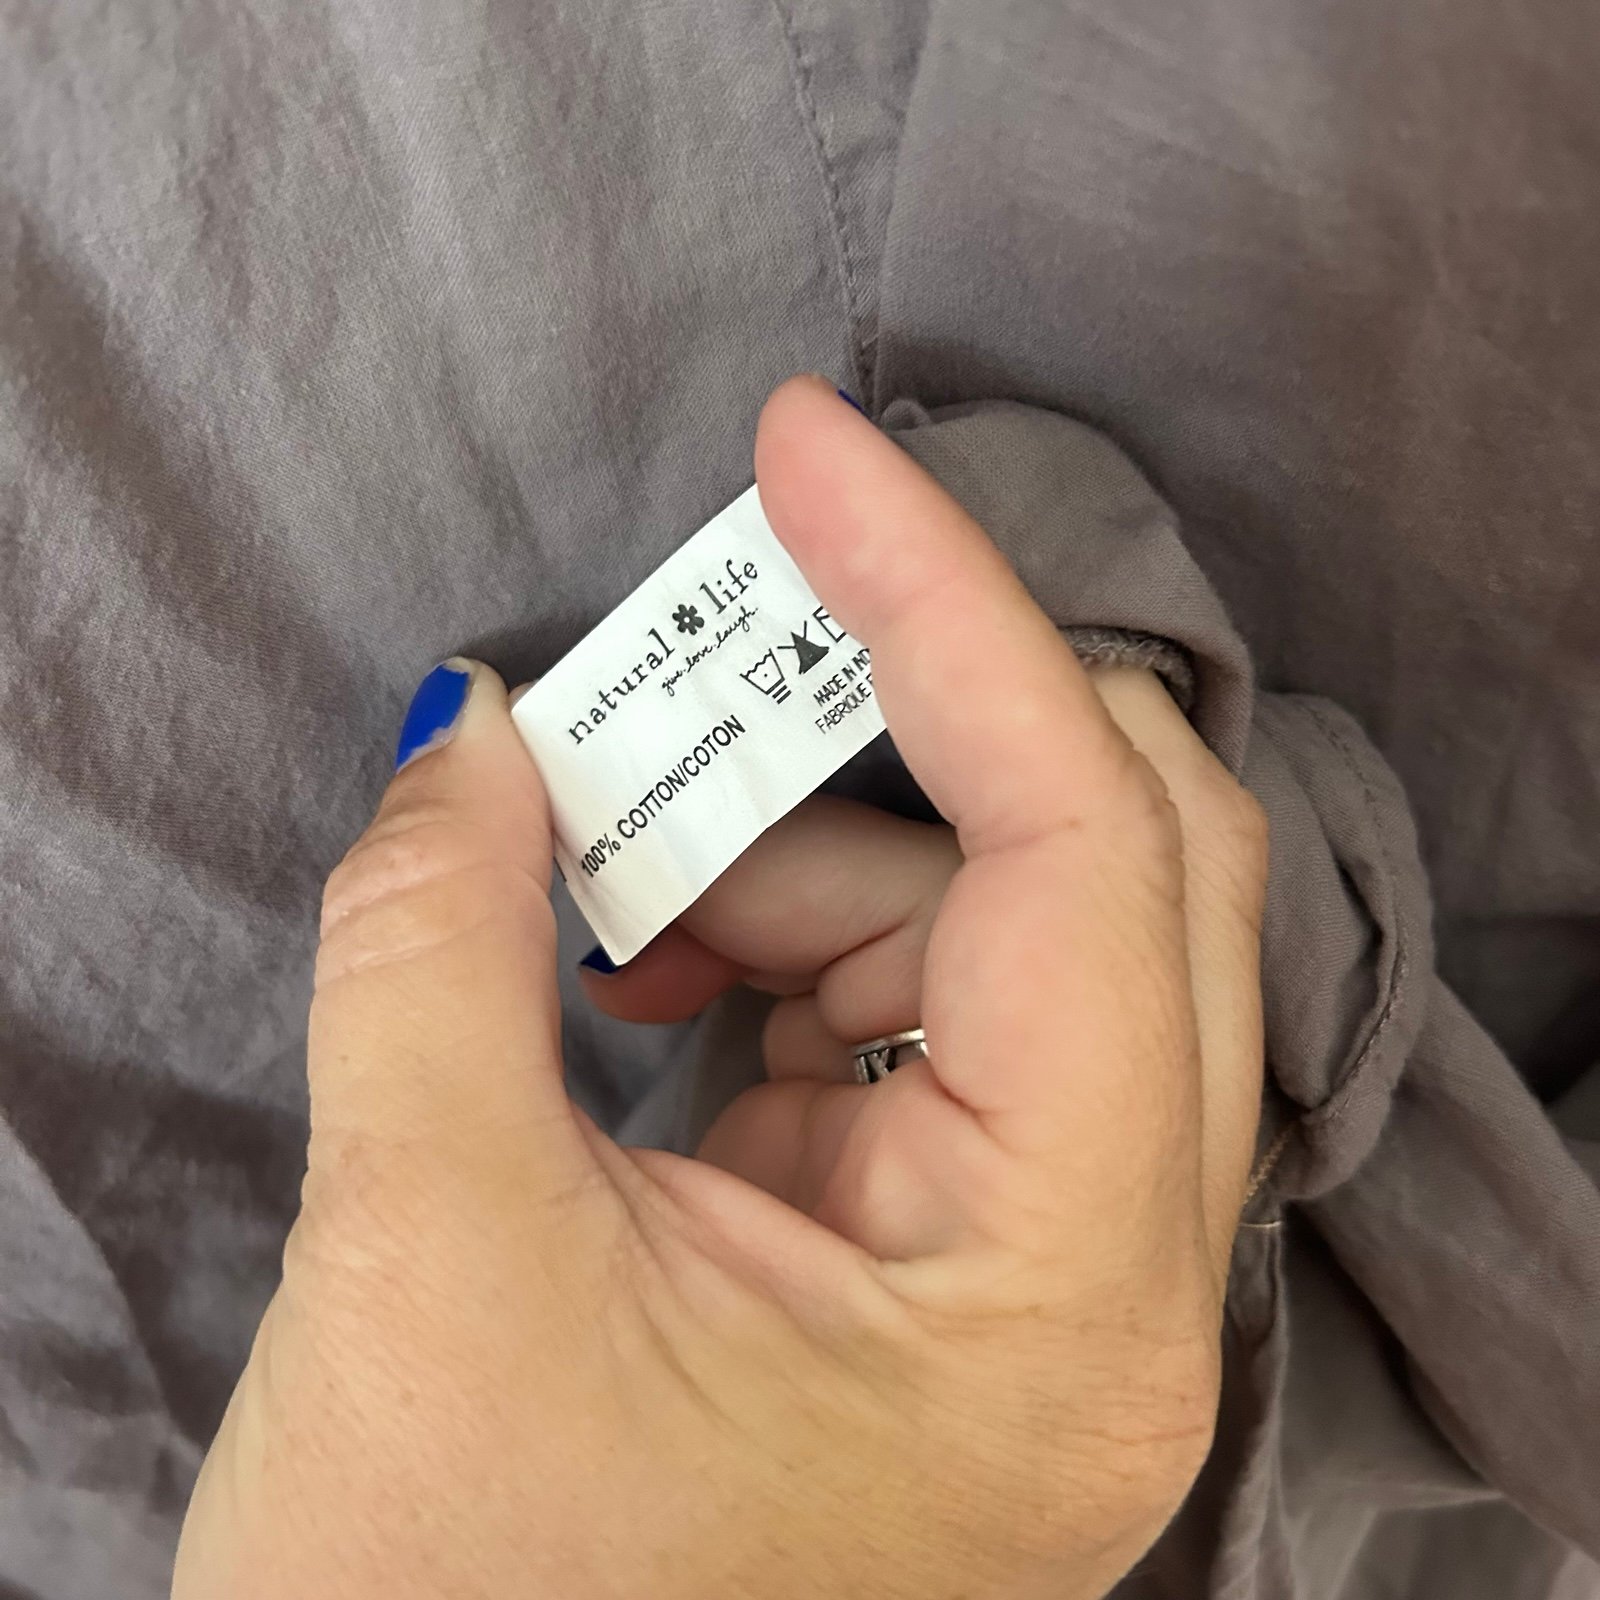 natural life
give.love.laugh.
100% COTTON/COTON
MADE IN
FABRIQUE